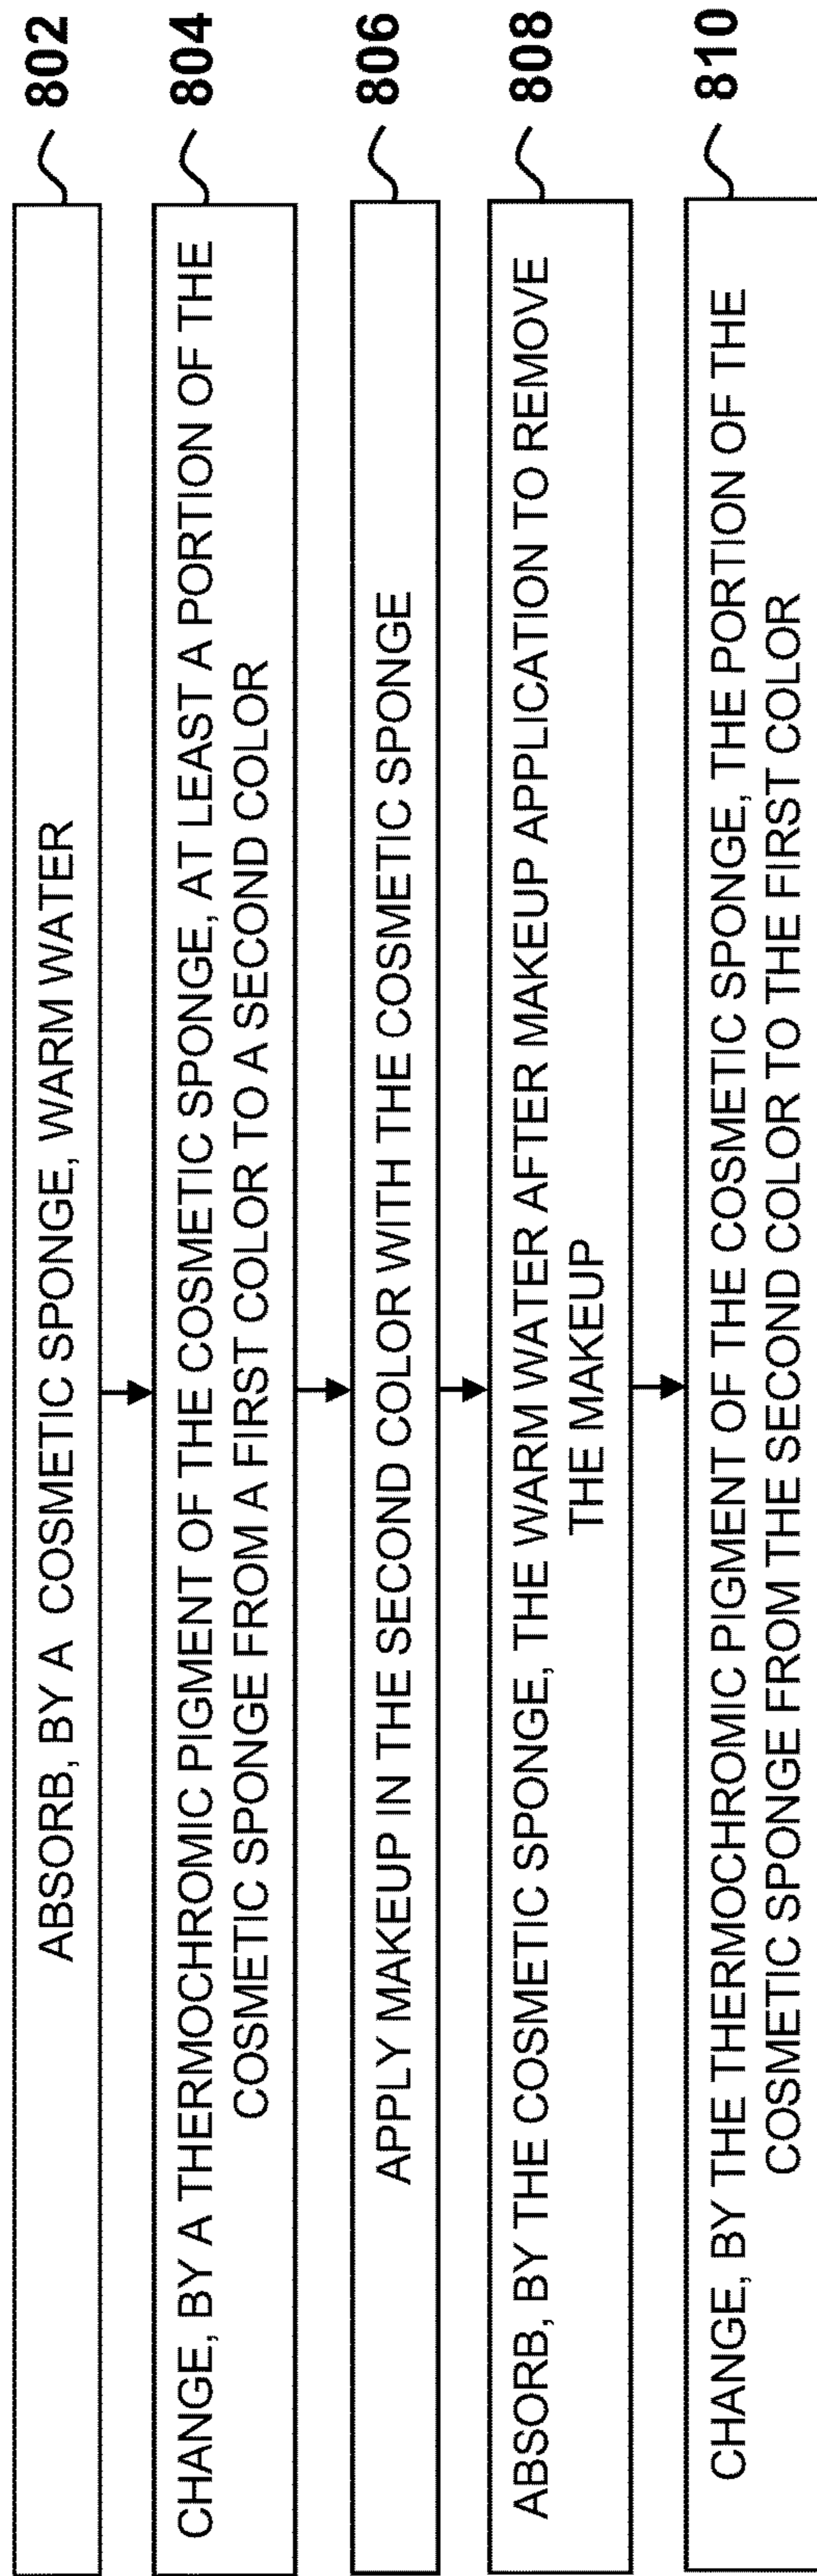 ABSORB, BY A COSMETIC SPONGE, WARM WATER
802
CHANGE, BY A THERMOCHROMIC PIGMENT OF THE COSMETIC SPONGE, AT LEAST A PORTION OF THE
COSMETIC SPONGE FROM A FIRST COLOR TO A SECOND COLOR
804
APPLY MAKEUP IN THE SECOND COLOR WITH THE COSMETIC SPONGE
806
ABSORB, BY THE COSMETIC SPONGE, THE WARM WATER AFTER MAKEUP APPLICATION TO REMOVE
THE MAKEUP
808
CHANGE, BY THE THERMOCHROMIC PIGMENT OF THE COSMETIC SPONGE, THE PORTION OF THE
COSMETIC SPONGE FROM THE SECOND COLOR TO THE FIRST COLOR
810